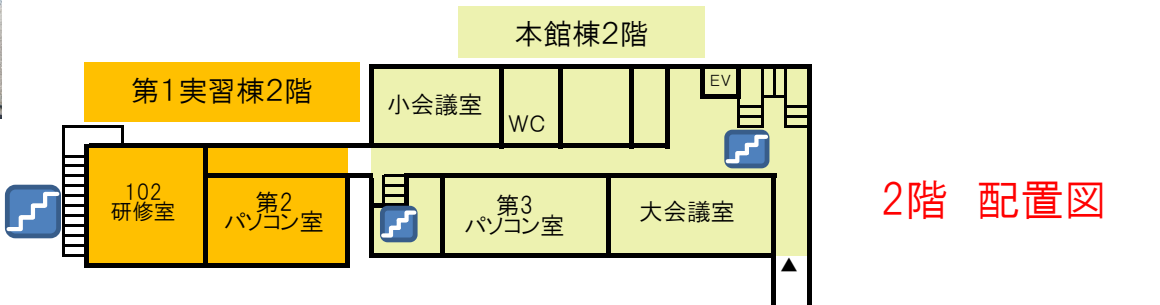 本館棟2階
第1実習棟2階
EV
小会議室
WC
102
研修室
第2
パソコン室
第3
パソコン室
大会議室
2階 配置図